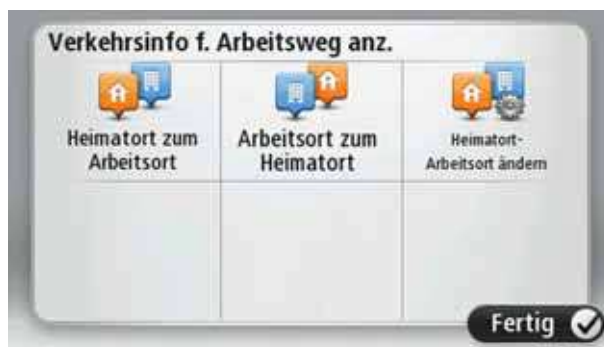 Verkehrsinfo f. Arbeitsweg anz.
Heimatort zum
Arbeitsort
Arbeitsort zum
Heimatort
Heimatort-
Arbeitsort ändern
Fertig